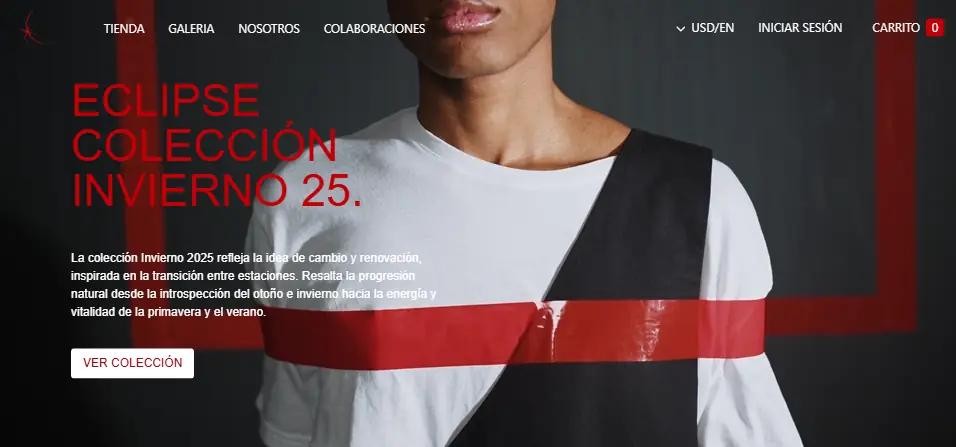 TIENDA GALERIA NOSOTROS COLABORACIONES USD/EN INICIAR SESIÓN CARRITO 0
ECLIPSE
COLECCIÓN
INVIERNO 25.
La colección Invierno 2025 refleja la idea de cambio y renovación,
inspirada en la transición entre estaciones. Resalta la progresión
natural desde la introspección del otoño e invierno hacia la energía y
vitalidad de la primavera y el verano.
VER COLECCIÓN